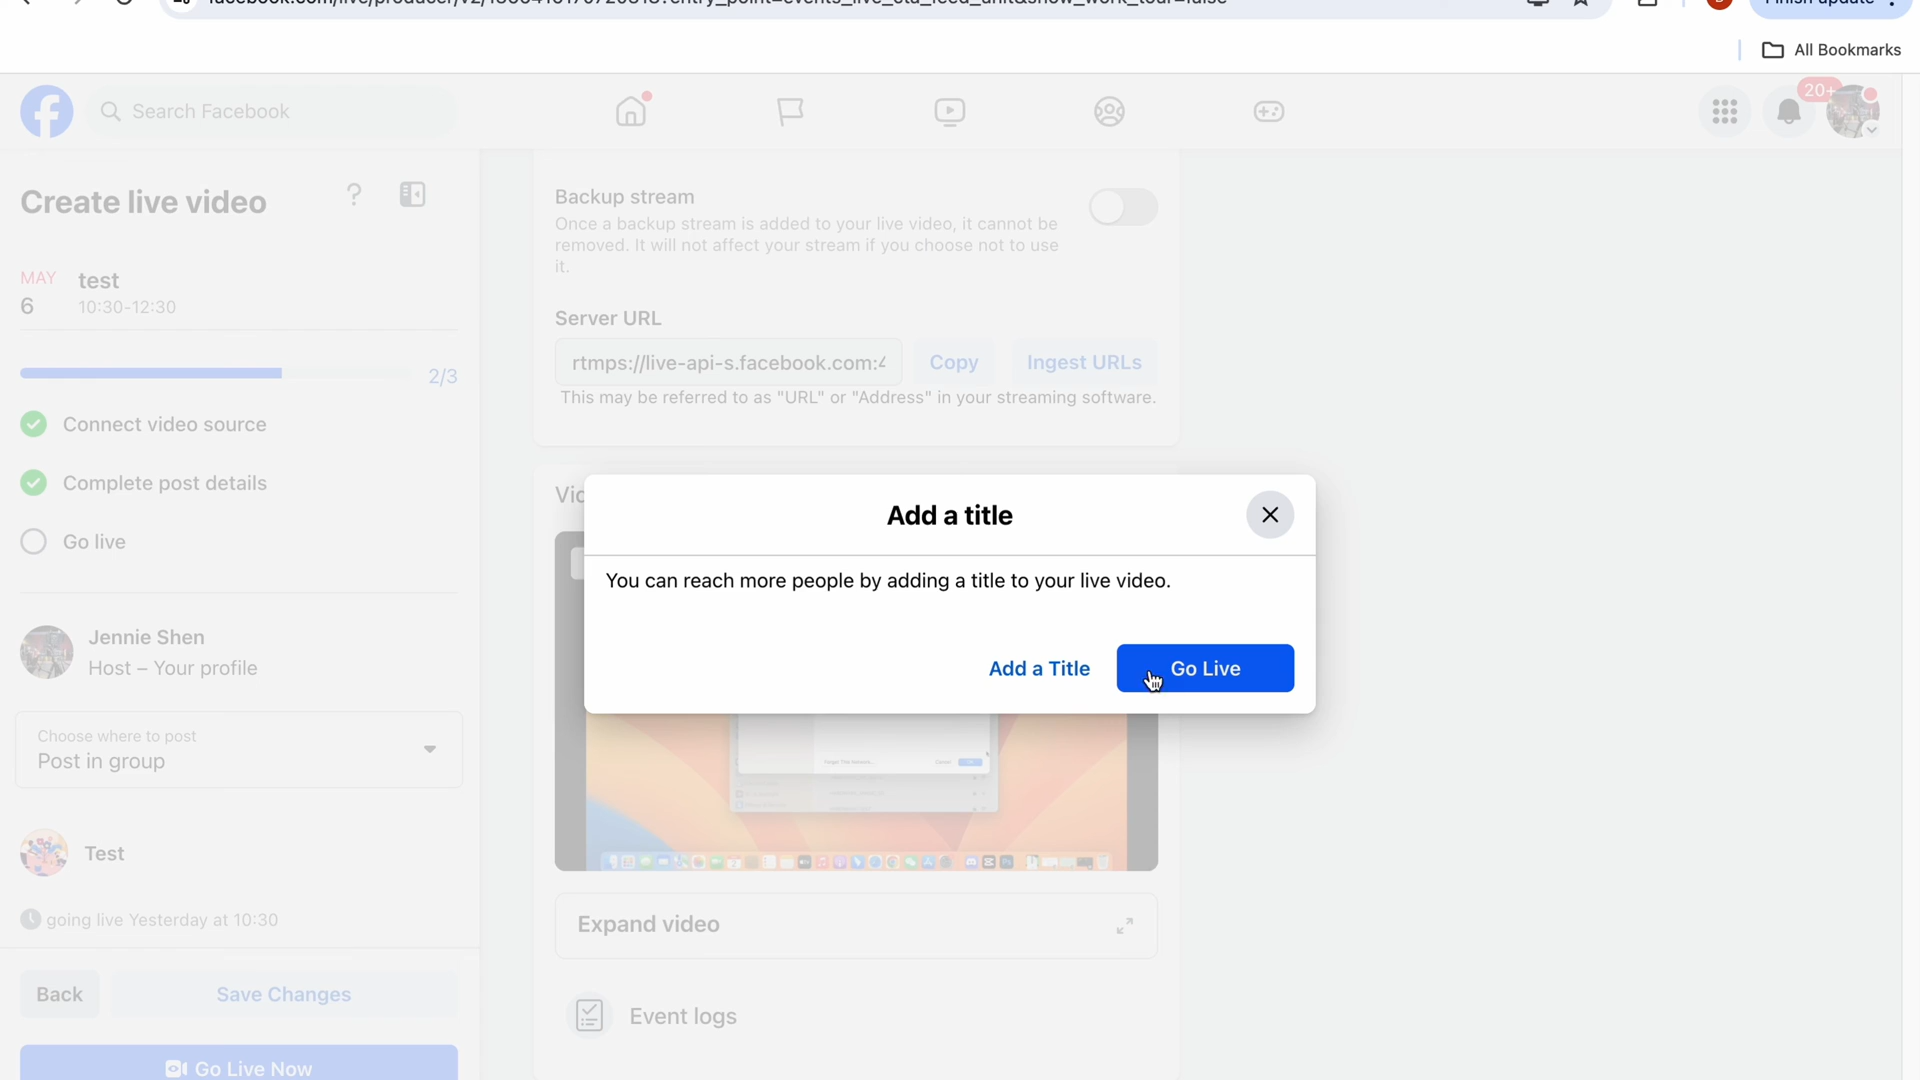 All Bookmarks
Search Facebook
20+
Create live video
MAY
6
test
10:30-12:30
2/3
Connect video source
Complete post details
Go live
Jennie Shen
Host – Your profile
Choose where to post
Post in group
Test
going live Yesterday at 10:30
Back
Save Changes
Go Live Now
Backup stream
Once a backup stream is added to your live video, it cannot be
removed. It will not affect your stream if you choose not to use
it.
Server URL
rtmps://live-api-s.facebook.com:4
Copy
Ingest URLs
This may be referred to as "URL" or "Address" in your streaming software.
Add a title
You can reach more people by adding a title to your live video.
Add a Title
Go Live
Expand video
Event logs